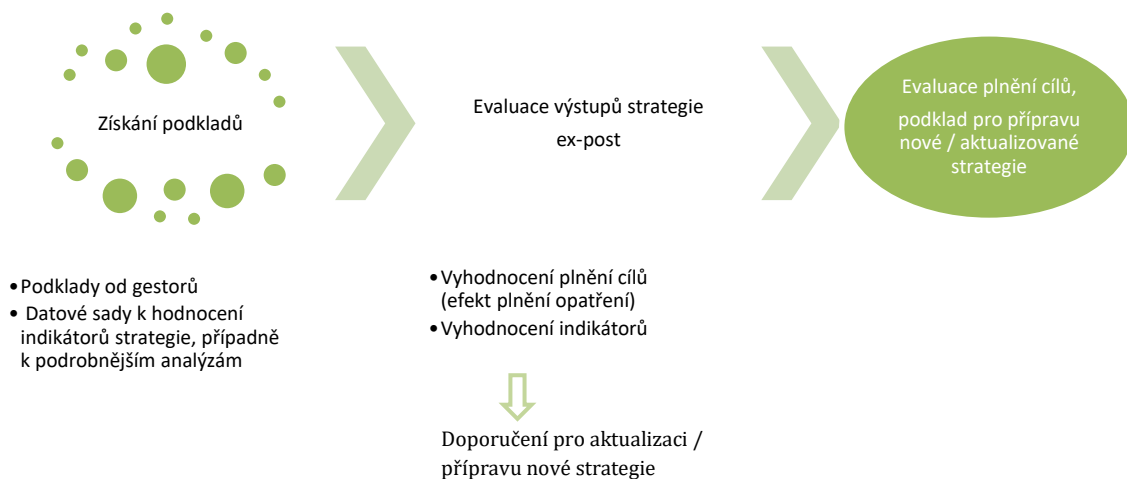 Získání podkladů
Evaluace výstupů strategie
ex-post
Evaluace plnění cílů,
podklad pro přípravu
nové / aktualizované
strategie
•Podklady od gestorů
• Datové sady k hodnocení
indikátorů strategie, případně
k podrobnějším analýzám
•Vyhodnocení plnění cílů
(efekt plnění opatření)
•Vyhodnocení indikátorů
Doporučení pro aktualizaci /
přípravu nové strategie